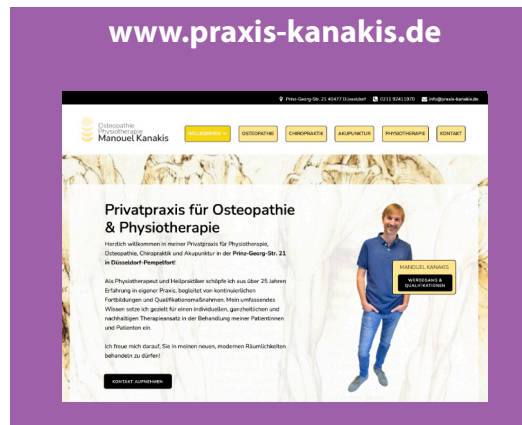 www.praxis-kanakis.de
Prinz-Georg-Str. 21 40477 Düsseldorf 0211 92411970 info@praxis-kanakis.de
Osteopathie
Physiotherapie
Manouel Kanakis
WILLKOMMEN OSTEOPATHIE CHIROPRAKTIK AKUPUNKTUR PHYSIOTHERAPIE KONTAKT
Privatpraxis für Osteopathie
& Physiotherapie
Herzlich willkommen in meiner Privatpraxis für Physiotherapie,
Osteopathie, Chiropraktik und Akupunktur in der Prinz-Georg-Str. 21
in Düsseldorf-Pempelfort!
Als Physiotherapeut und Heilpraktiker schöpfe ich aus über 25 Jahren
Erfahrung in eigener Praxis, begleitet von kontinuierlichen
Fortbildungen und Qualifikationsmaßnahmen. Mein umfassendes
Wissen setze ich gezielt für einen individuellen, ganzheitlichen und
nachhaltigen Therapieansatz in der Behandlung meiner Patientinnen
und Patienten ein.
Ich freue mich darauf, Sie in meinen neuen, modernen Räumlichkeiten
behandeln zu dürfen!
KONTAKT AUFNEHMEN
MANOUEL KANAKIS
WERDEGANG &
QUALIFIKATIONEN